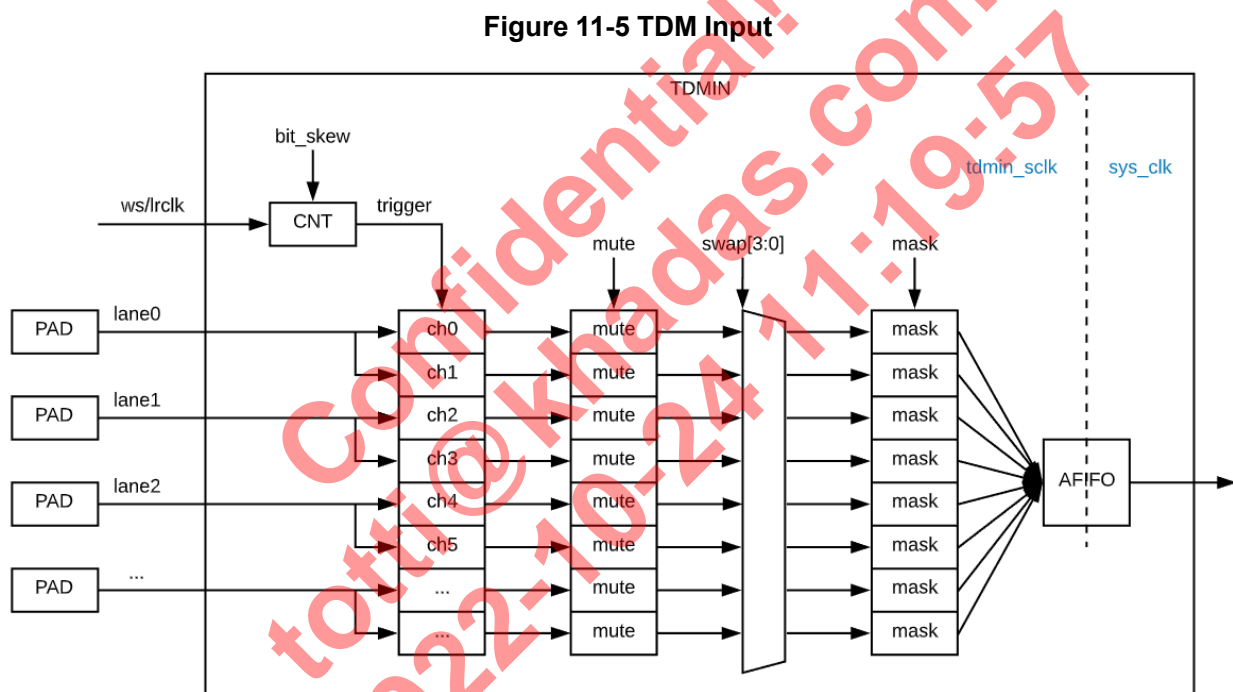 Figure 11-5 TDM Input
TDMIN
bit_skew
tdmin_sclk
sys_clk
ws/lrclk
CNT
trigger
mute
swap[3:0]
mask
PAD
lane0
ch0
mute
mask
ch1
mute
mask
PAD
lane1
ch2
mute
mask
ch3
mute
mask
PAD
lane2
ch4
mute
mask
AFIFO
ch5
mute
mask
PAD
...
...
mute
mask
...
mute
mask
Confidential!
totti@khadas.com
022-10-24 11:19:57